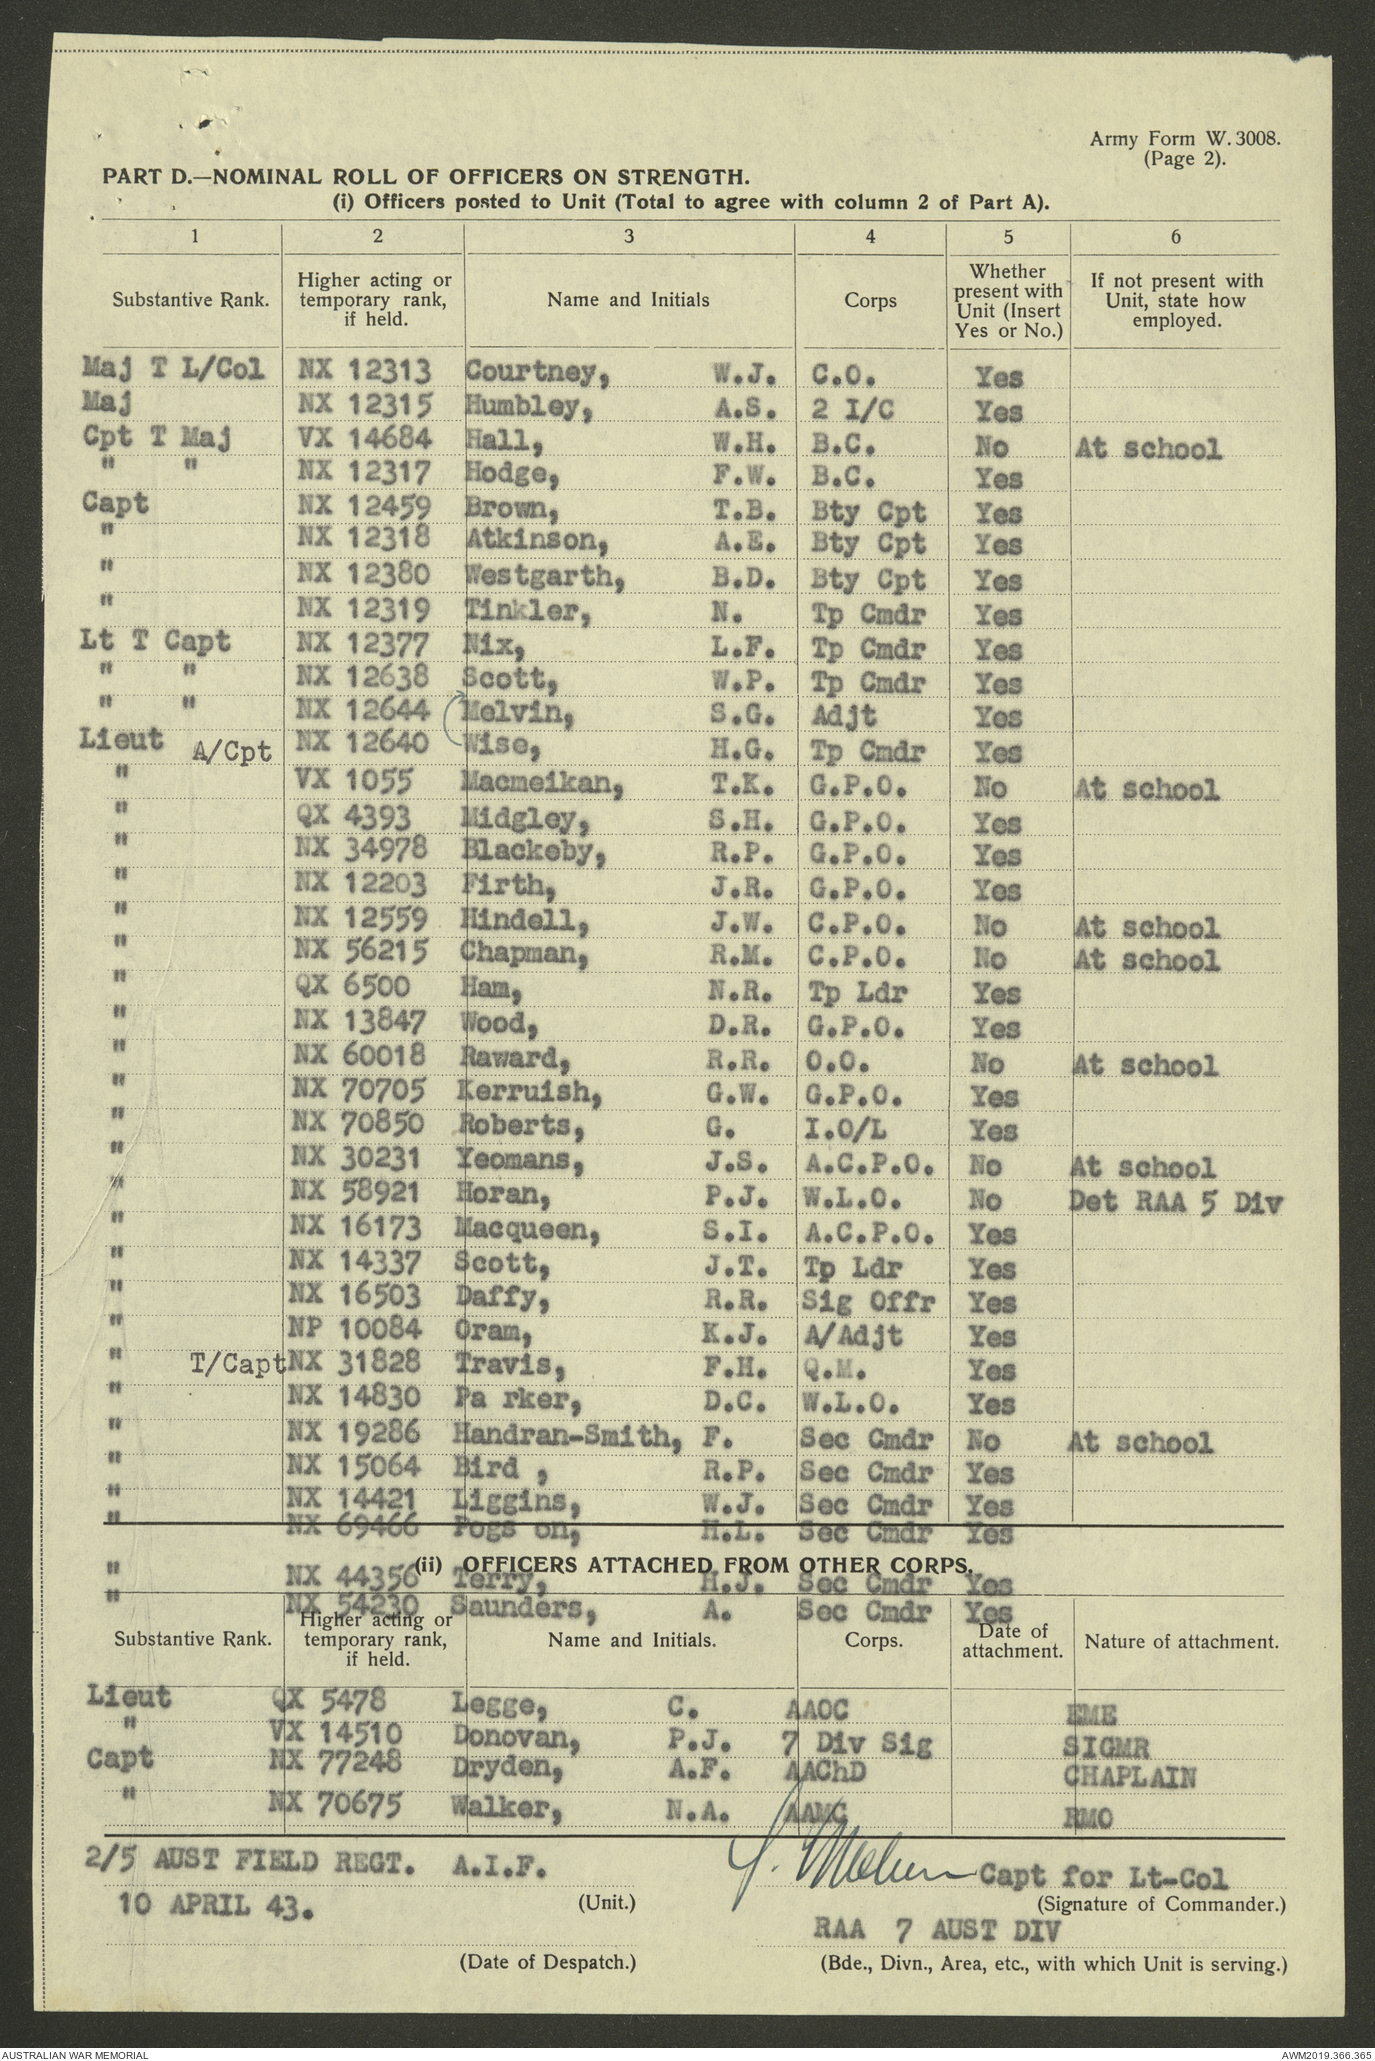 Army Form W.3008.
(Page 2).
PART D.—NOMINAL ROLL OF OFFICERS ON STRENGTH.
(i) Officers posted to Unit (Total to agree with column 2 of Part A).
1 2 3 4 5 6
Substantive Rank. Higher acting or temporary rank, if held. Name and Initials Corps Whether present with Unit (Insert Yes or No.) If not present with Unit, state how employed.
Maj T L/Col NX 12313 Courtney, W.J. C.O. Yes
Maj NX 12315 Humbley, A.S. 2 I/C Yes
Cpt T Maj VX 14684 Hall, W.H. B.C. No At school
" " NX 12317 Hodge, F.W. B.C. Yes
Capt NX 12459 Brown, T.B. Bty Cpt Yes
" NX 12318 Atkinson, A.E. Bty Cpt Yes
" NX 12380 Westgarth, B.D. Bty Cpt Yes
" NX 12319 Tinkler, N. Tp Cmdr Yes
Lt T Capt NX 12377 Nix, L.F. Tp Cmdr Yes
" " NX 12638 Scott, W.P. Tp Cmdr Yes
" " NX 12644 Melvin, S.G. Adjt Yes
Lieut A/Cpt NX 12640 Wise, H.G. Tp Cmdr Yes
" VX 1055 Macmeikan, T.K. G.P.O. No At school
" QX 4393 Midgley, S.H. G.P.O. Yes
" NX 34978 Blackeby, R.P. G.P.O. Yes
" NX 12203 Firth, J.R. G.P.O. Yes
" NX 12559 Hindell, J.W. C.P.O. No At school
" NX 56215 Chapman, R.M. C.P.O. No At school
" QX 6500 Ham, N.R. Tp Ldr Yes
" NX 13847 Wood, D.R. G.P.O. Yes
" NX 60018 Raward, R.R. O.O. No At school
" NX 70705 Kerruish, G.W. G.P.O. Yes
" NX 70850 Roberts, G. I.O/L Yes
" NX 30231 Yeomans, J.S. A.C.P.O. No At school
" NX 58921 Horan, P.J. W.L.O. No Det RAA 5 Div
" NX 16173 Macqueen, S.I. A.C.P.O. Yes
" NX 14337 Scott, J.T. Tp Ldr Yes
" NX 16503 Daffy, R.R. Sig Offr Yes
" NP 10084 Oram, K.J. A/Adjt Yes
" T/Capt NX 31828 Travis, F.H. Q.M. Yes
" NX 14830 Pa rker, D.C. W.L.O. Yes
" NX 19286 Handran-Smith, F. Sec Cmdr No At school
" NX 15064 Bird , R.P. Sec Cmdr Yes
" NX 14421 Liggins, W.J. Sec Cmdr Yes
" NX 69466 Fogs on, H.L. Sec Cmdr Yes
(ii) OFFICERS ATTACHED FROM OTHER CORPS.
" NX 44356 Terry, H.J. Sec Cmdr Yes
" NX 54230 Saunders, A. Sec Cmdr Yes
Substantive Rank. Higher acting or temporary rank, if held. Name and Initials. Corps. Date of attachment. Nature of attachment.
Lieut QX 5478 Legge, C. AAOC EME
" VX 14510 Donovan, P.J. 7 Div Sig SIGMR
Capt NX 77248 Dryden, A.F. AAChD CHAPLAIN
" NX 70675 Walker, N.A. AAMC RMO
2/5 AUST FIELD REGT. A.I.F. Capt for Lt-Col
(Unit.) (Signature of Commander.)
10 APRIL 43. RAA 7 AUST DIV
(Date of Despatch.) (Bde., Divn., Area, etc., with which Unit is serving.)
AUSTRALIAN WAR MEMORIAL AWM2019.366.365